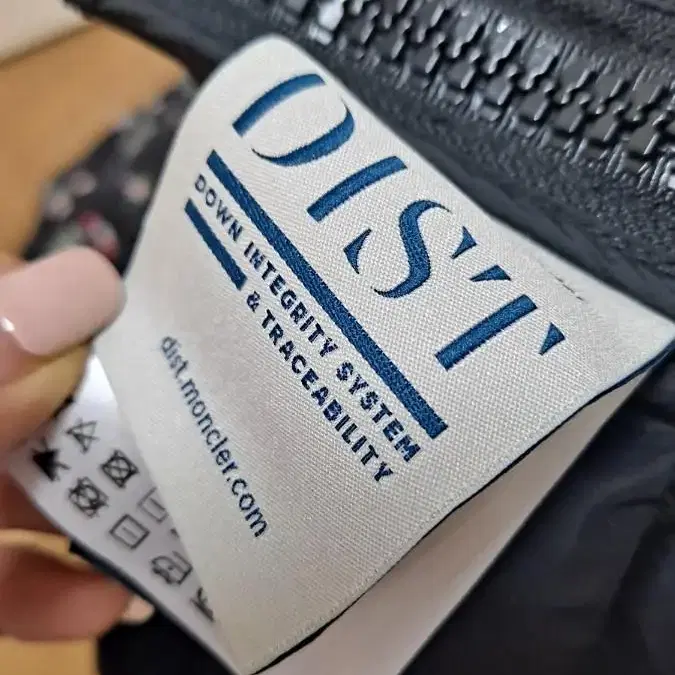 DIST
DOWN INTEGRITY SYSTEM
& TRACEABILITY
dist.moncler.com